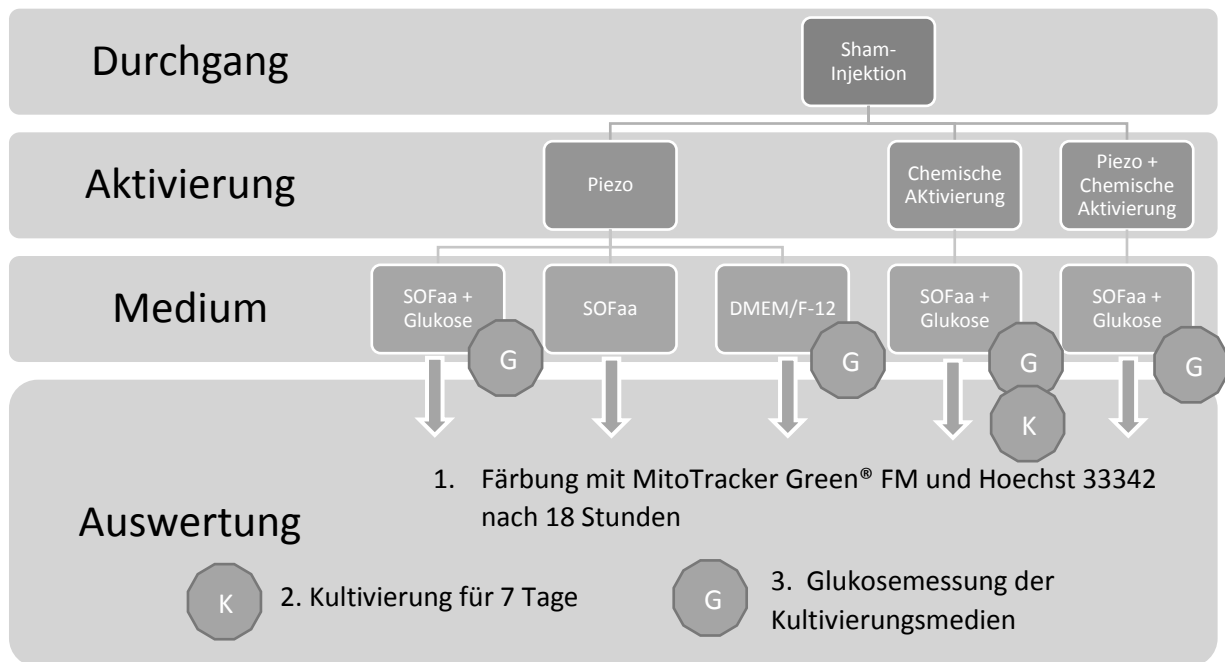 Durchgang
Sham-
Injektion
Aktivierung
Piezo
Chemische
AKtivierung
Piezo +
Chemische
Aktivierung
Medium
SOFaa +
Glukose
G
SOFaa
DMEM/F-12
G
SOFaa +
Glukose
G
K
SOFaa +
Glukose
G
Auswertung
1. Färbung mit MitoTracker Green® FM und Hoechst 33342
nach 18 Stunden
K
2. Kultivierung für 7 Tage
G
3. Glukosemessung der
Kultivierungsmedien